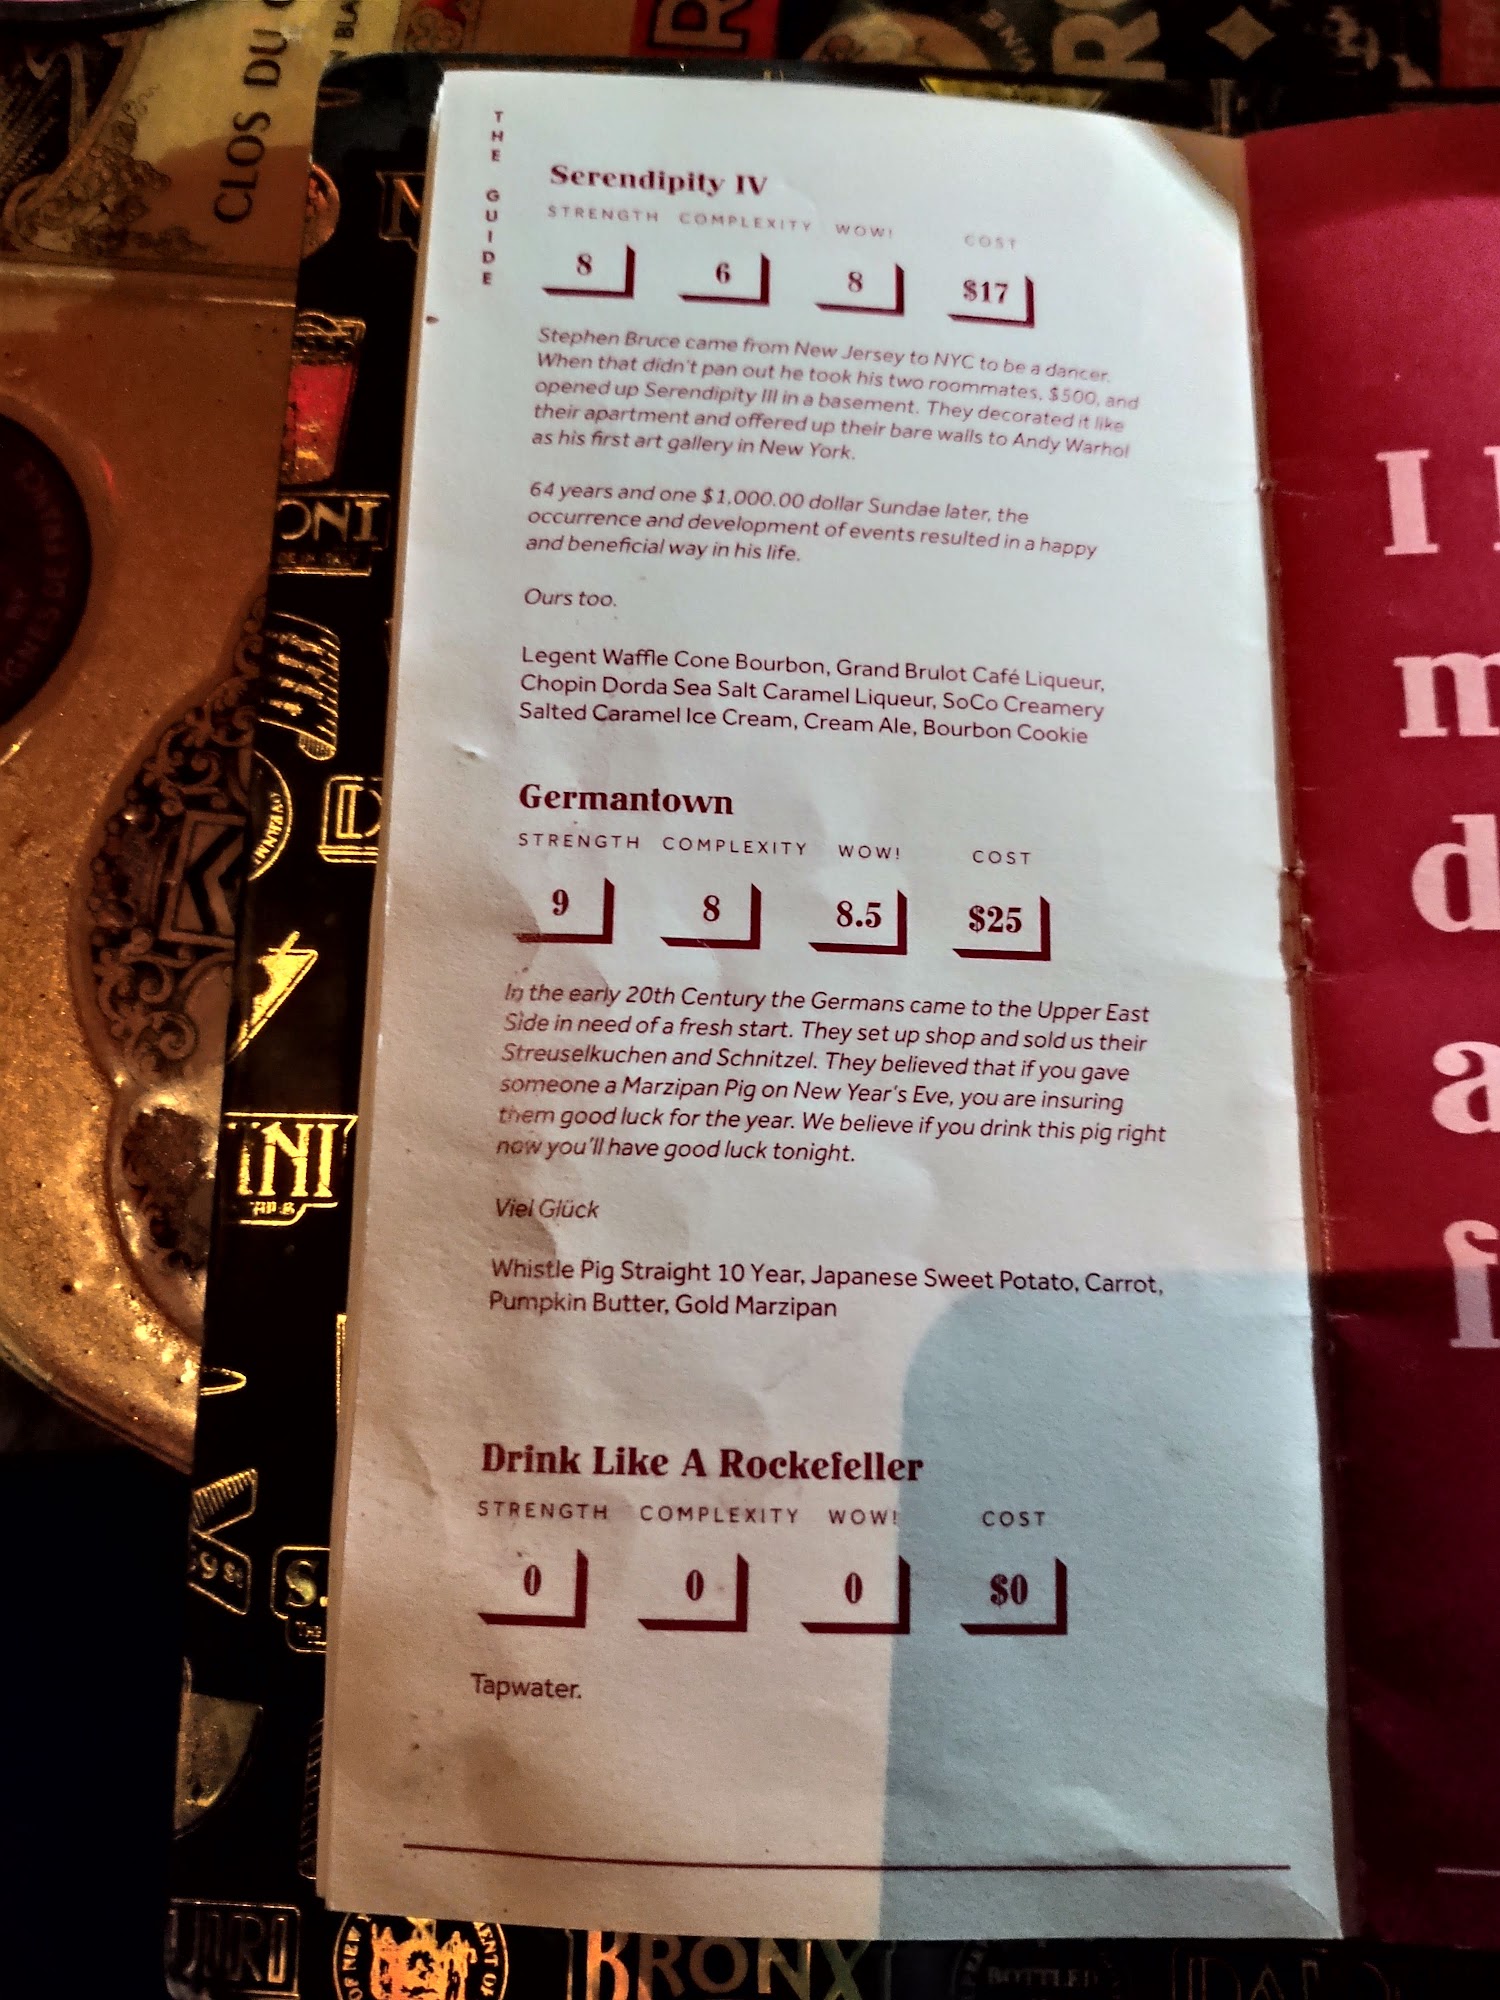 THE GUIDE
Serendipity IV
STRENGTH COMPLEXITY WOW! COST
8 6 8 $17
Stephen Bruce came from New Jersey to NYC to be a dancer.
When that didn't pan out he took his two roommates, $500, and
opened up Serendipity III in a basement. They decorated it like
their apartment and offered up their bare walls to Andy Warhol
as his first art gallery in New York.
64 years and one $1,000.00 dollar Sundae later, the
occurrence and development of events resulted in a happy
and beneficial way in his life.
Ours too.
Legent Waffle Cone Bourbon, Grand Brulot Café Liqueur,
Chopin Dorda Sea Salt Caramel Liqueur, SoCo Creamery
Salted Caramel Ice Cream, Cream Ale, Bourbon Cookie
Germantown
STRENGTH COMPLEXITY WOW! COST
9 8 8.5 $25
In the early 20th Century the Germans came to the Upper East
Side in need of a fresh start. They set up shop and sold us their
Streuselkuchen and Schnitzel. They believed that if you gave
someone a Marzipan Pig on New Year's Eve, you are insuring
them good luck for the year. We believe if you drink this pig right
now you'll have good luck tonight.
Viel Glück
Whistle Pig Straight 10 Year, Japanese Sweet Potato, Carrot,
Pumpkin Butter, Gold Marzipan
Drink Like A Rockefeller
STRENGTH COMPLEXITY WOW! COST
0 0 0 $0
Tapwater.
CLOS DU
BRONX
BOTTLED
I
m
d
a
f